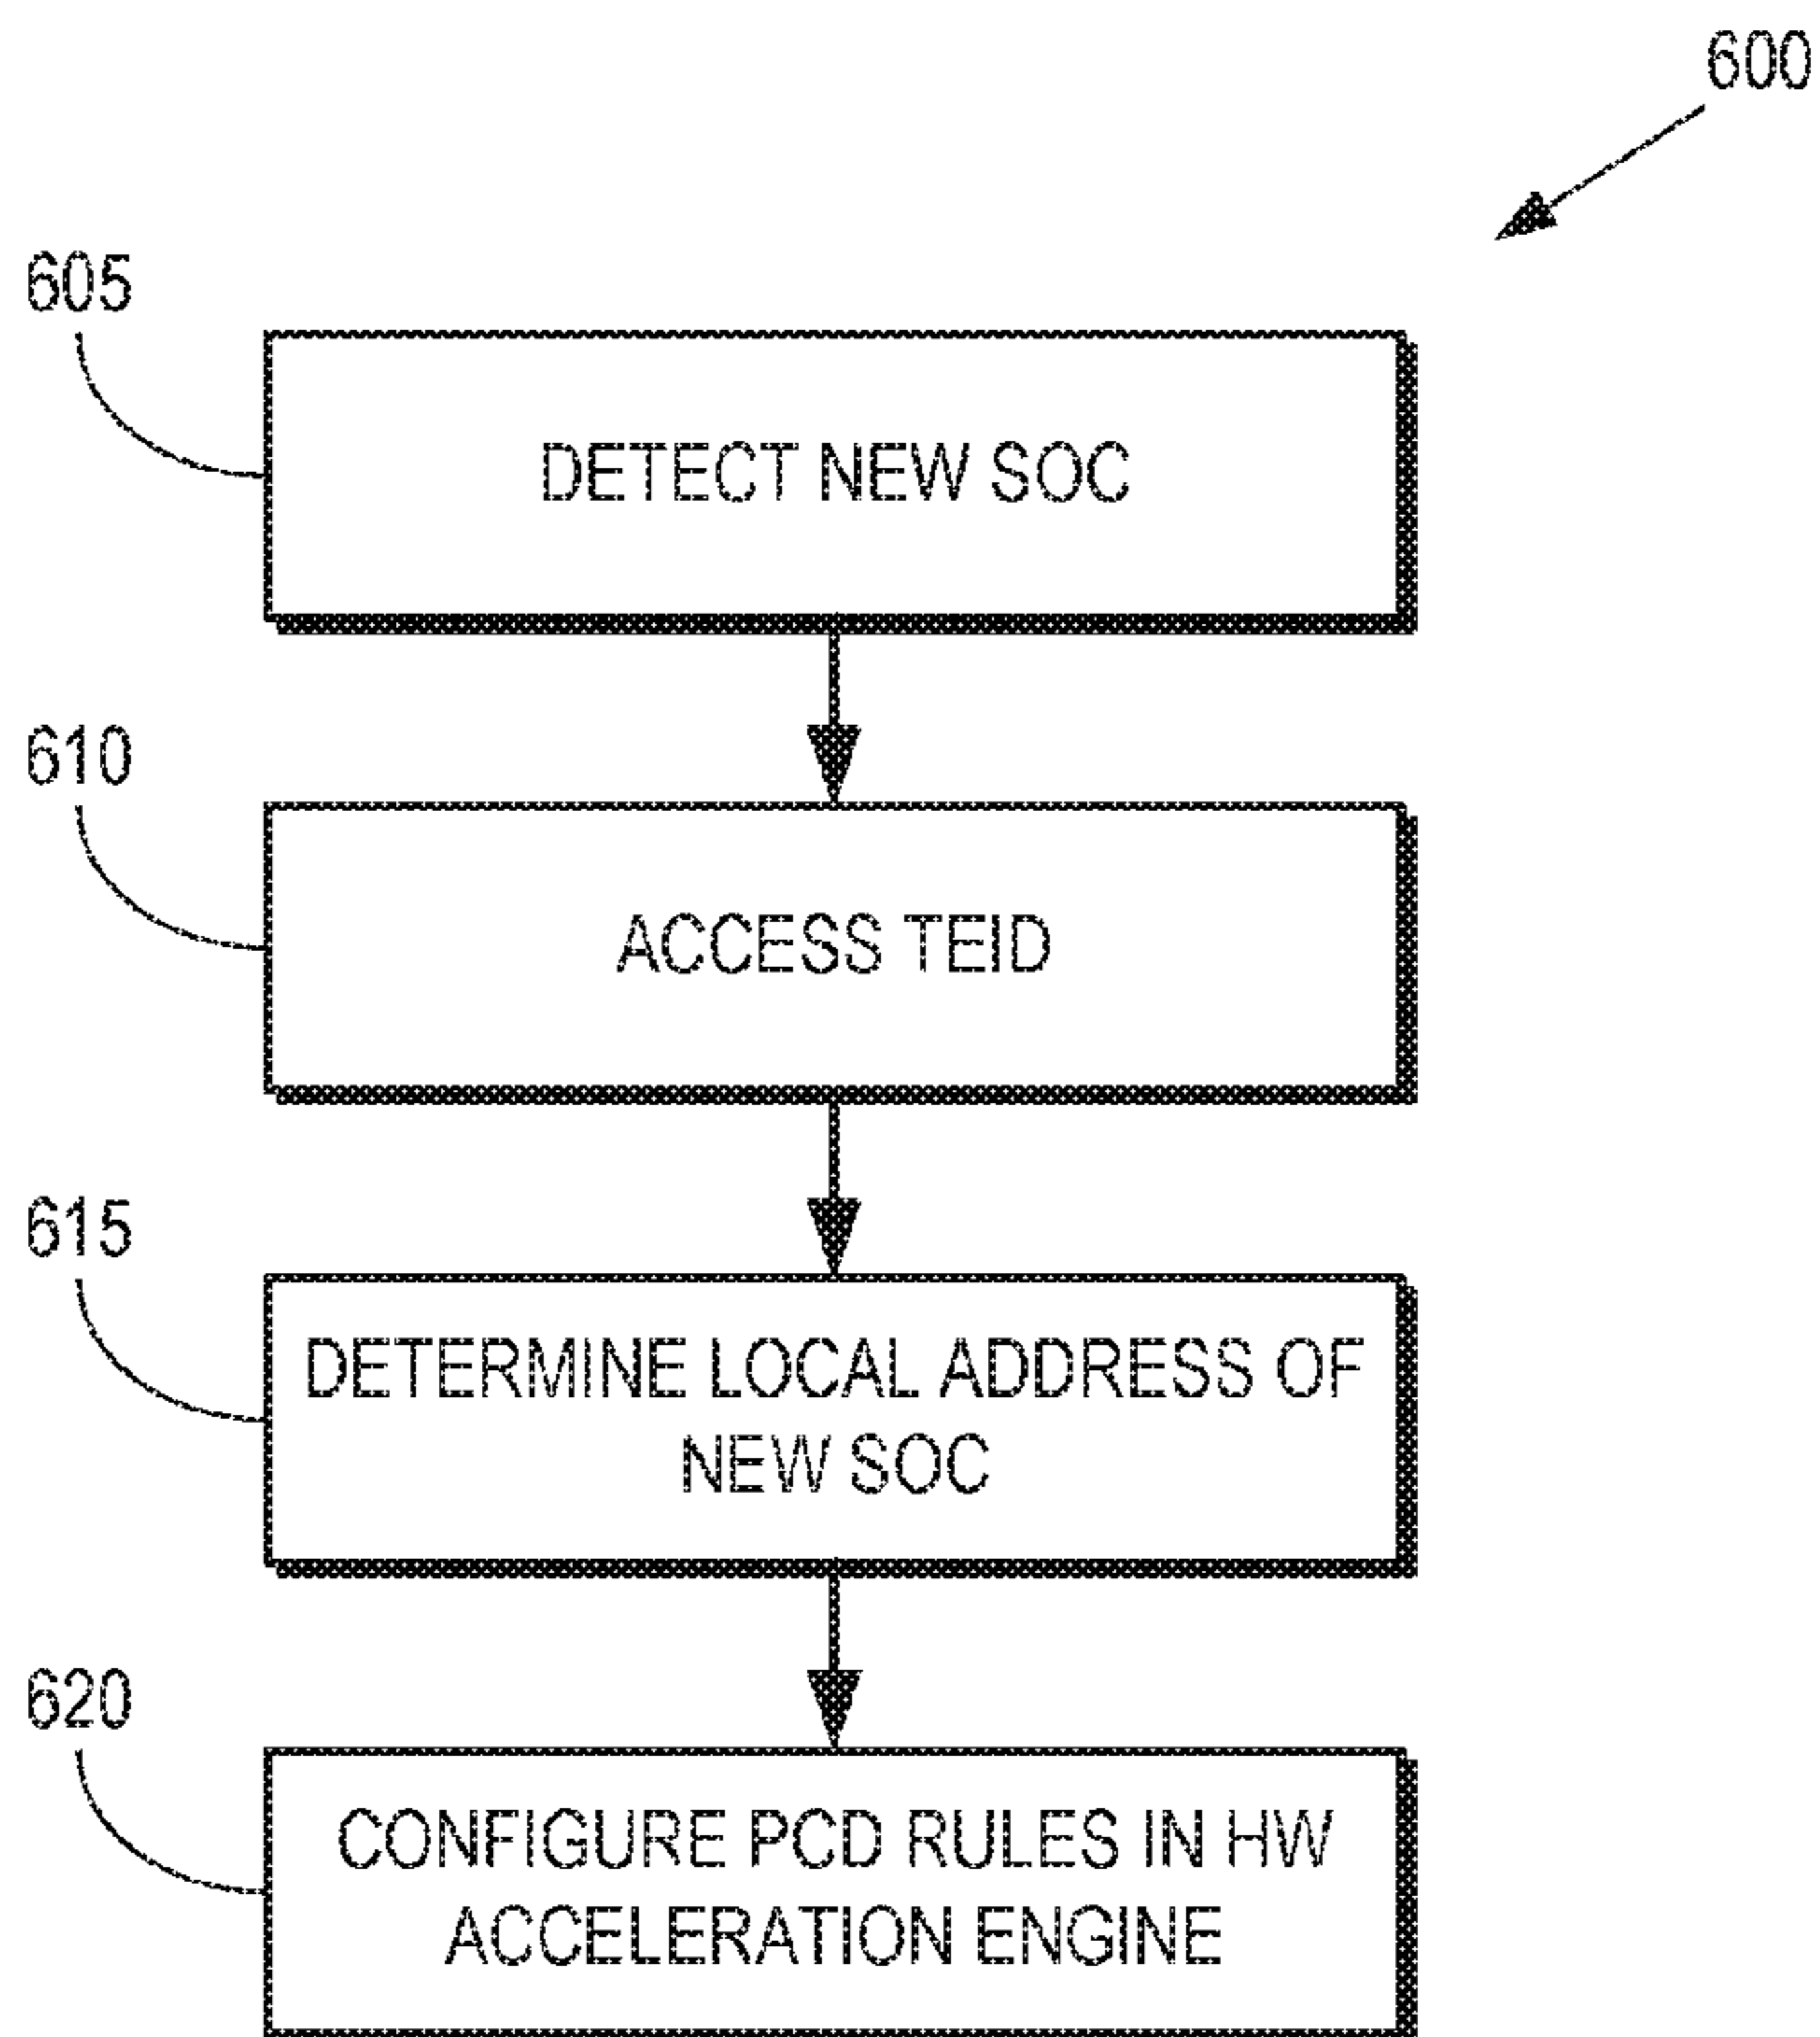 600
605
DETECT NEW SOC
610
ACCESS TEID
615
DETERMINE LOCAL ADDRESS OF
NEW SOC
620
CONFIGURE PCD RULES IN HW
ACCELERATION ENGINE